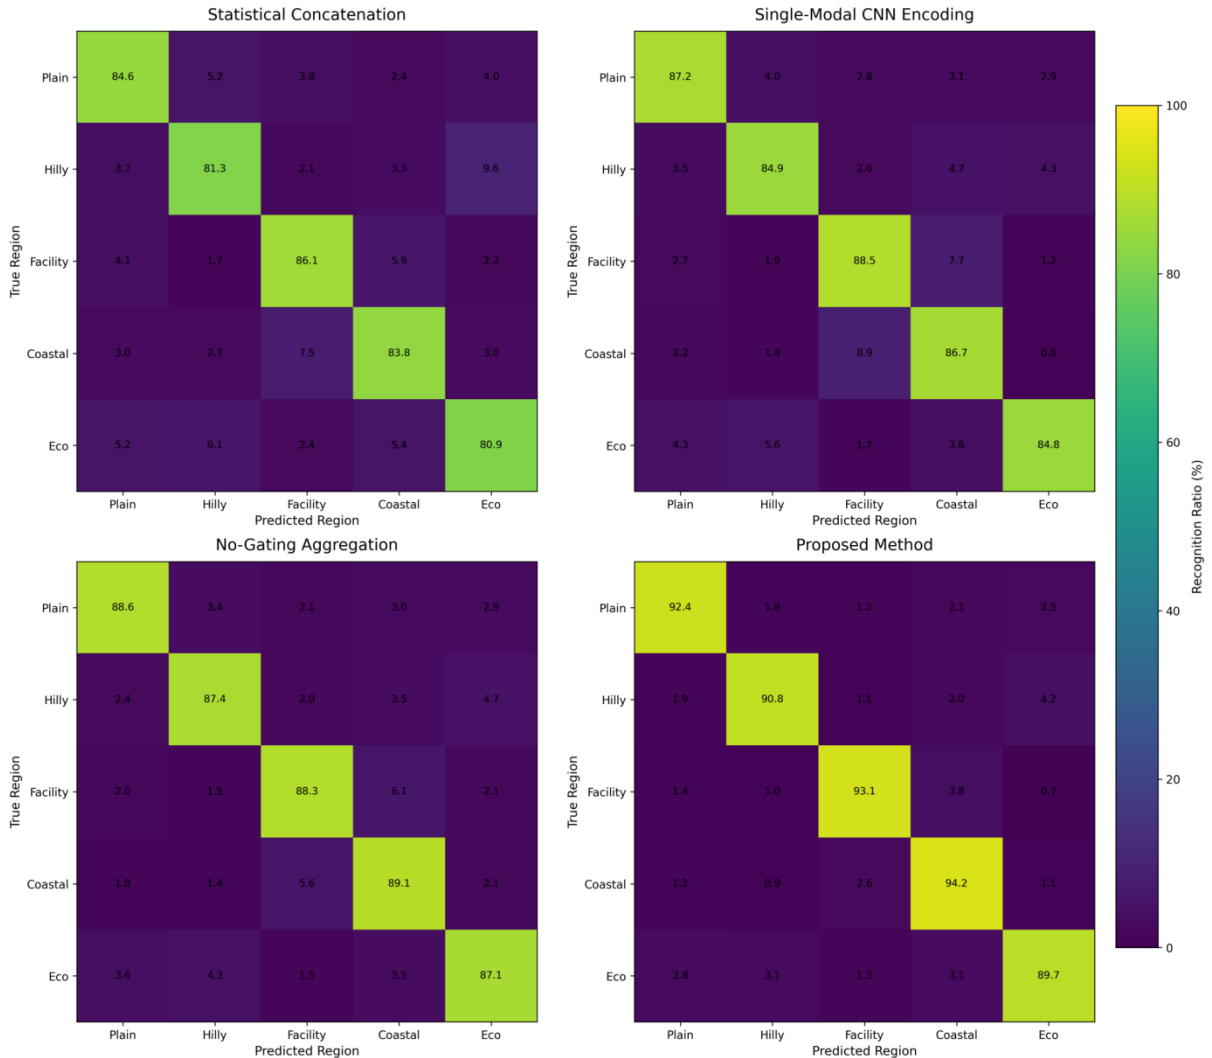 Statistical Concatenation
Plain 84.6 5.2 3.8 2.4 4.0
Hilly 3.7 81.3 2.1 3.3 9.6
Facility 4.1 1.7 86.1 5.9 2.2
Coastal 3.0 2.7 7.5 83.8 3.0
Eco 5.2 6.1 2.4 5.4 80.9
True Region
Plain Hilly Facility Coastal Eco
Predicted Region
Single-Modal CNN Encoding
Plain 87.2 4.0 2.8 3.1 2.9
Hilly 3.5 84.9 2.6 4.7 4.3
Facility 2.7 1.9 88.5 7.7 1.2
Coastal 2.2 1.4 8.9 86.7 0.8
Eco 4.3 5.6 1.7 3.6 84.8
True Region
Plain Hilly Facility Coastal Eco
Predicted Region
No-Gating Aggregation
Plain 88.6 3.4 2.1 3.0 2.9
Hilly 2.4 87.4 2.0 3.5 4.7
Facility 2.0 1.5 88.3 6.1 2.1
Coastal 1.8 1.4 5.6 89.1 2.1
Eco 3.6 4.3 1.5 3.5 87.1
True Region
Plain Hilly Facility Coastal Eco
Predicted Region
Proposed Method
Plain 92.4 1.8 1.2 2.1 2.5
Hilly 1.9 90.8 1.1 2.0 4.2
Facility 1.4 1.0 93.1 3.8 0.7
Coastal 1.2 0.9 2.6 94.2 1.1
Eco 2.8 3.1 1.3 3.1 89.7
True Region
Plain Hilly Facility Coastal Eco
Predicted Region
100
80
60
40
20
0
Recognition Ratio (%)